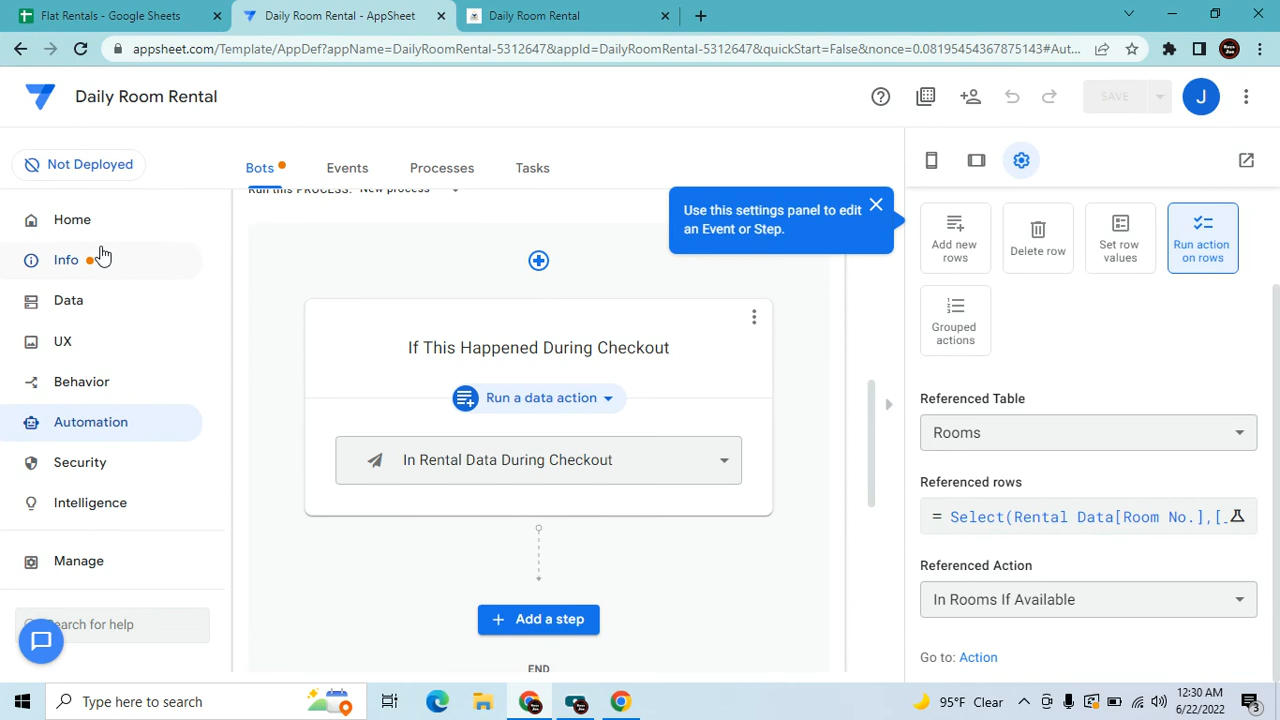 Flat Rentals - Google Sheets
Daily Room Rental - AppSheet
Daily Room Rental
appsheet.com/Template/AppDef?appName=DailyRoomRental-5312647&appId=DailyRoomRental-5312647&quickStart=False&nonce=0.08195454367875143#Aut...
Daily Room Rental
SAVE
J
Not Deployed
Bots
Events
Processes
Tasks
Run this PROCESS: New process
Use this settings panel to edit
an Event or Step.
Home
Info
Data
UX
Behavior
Automation
Security
Intelligence
Manage
Search for help
If This Happened During Checkout
Run a data action
In Rental Data During Checkout
Add a step
END
Add new
rows
Delete row
Set row
values
Run action
on rows
Grouped
actions
Referenced Table
Rooms
Referenced rows
= Select(Rental Data[Room No.],[_
Referenced Action
In Rooms If Available
Go to: Action
Type here to search
95°F Clear
12:30 AM
6/22/2022
3